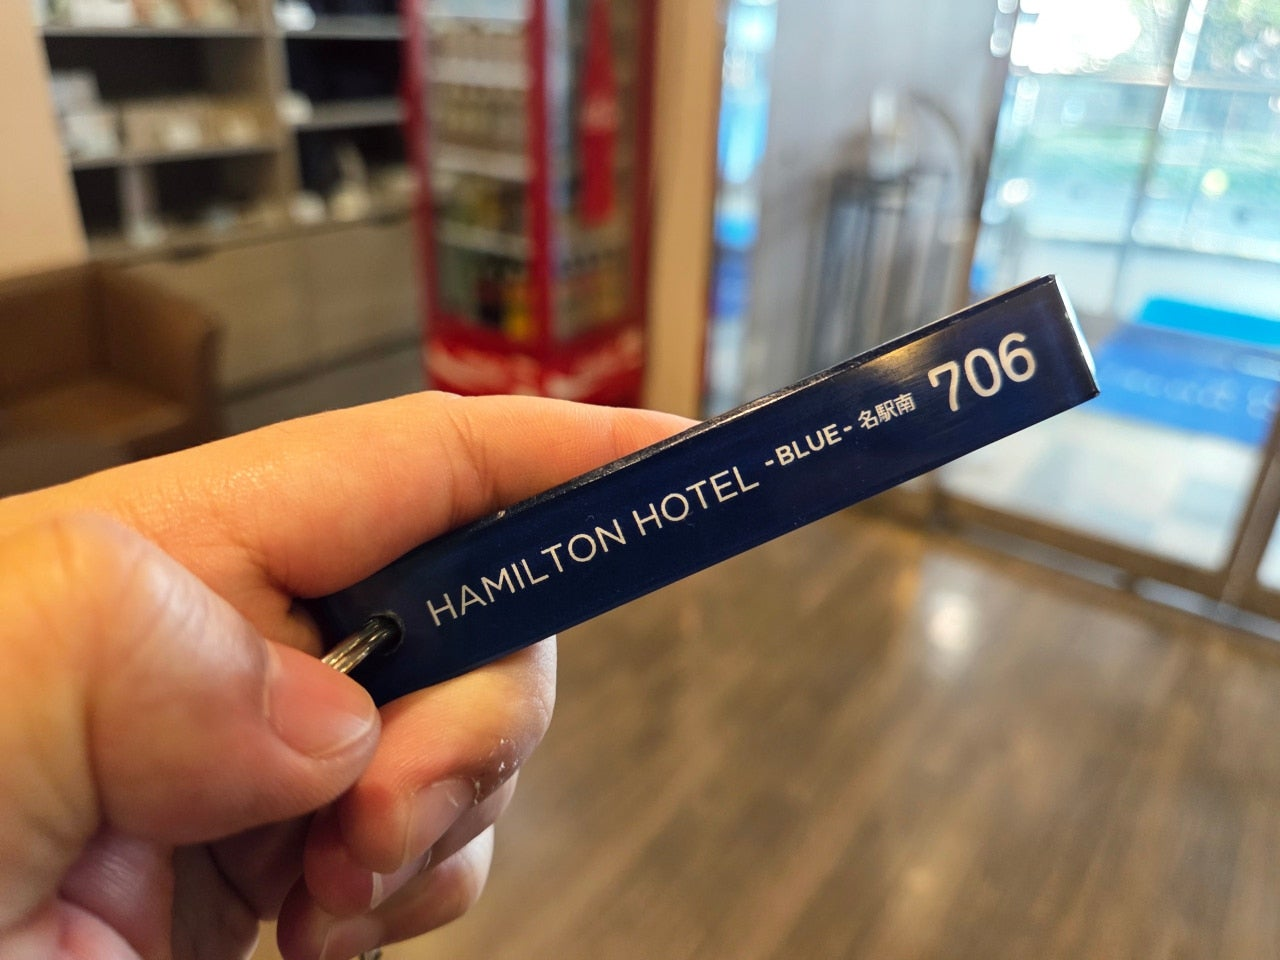 HAMILTON HOTEL -BLUE- 名駅南 706